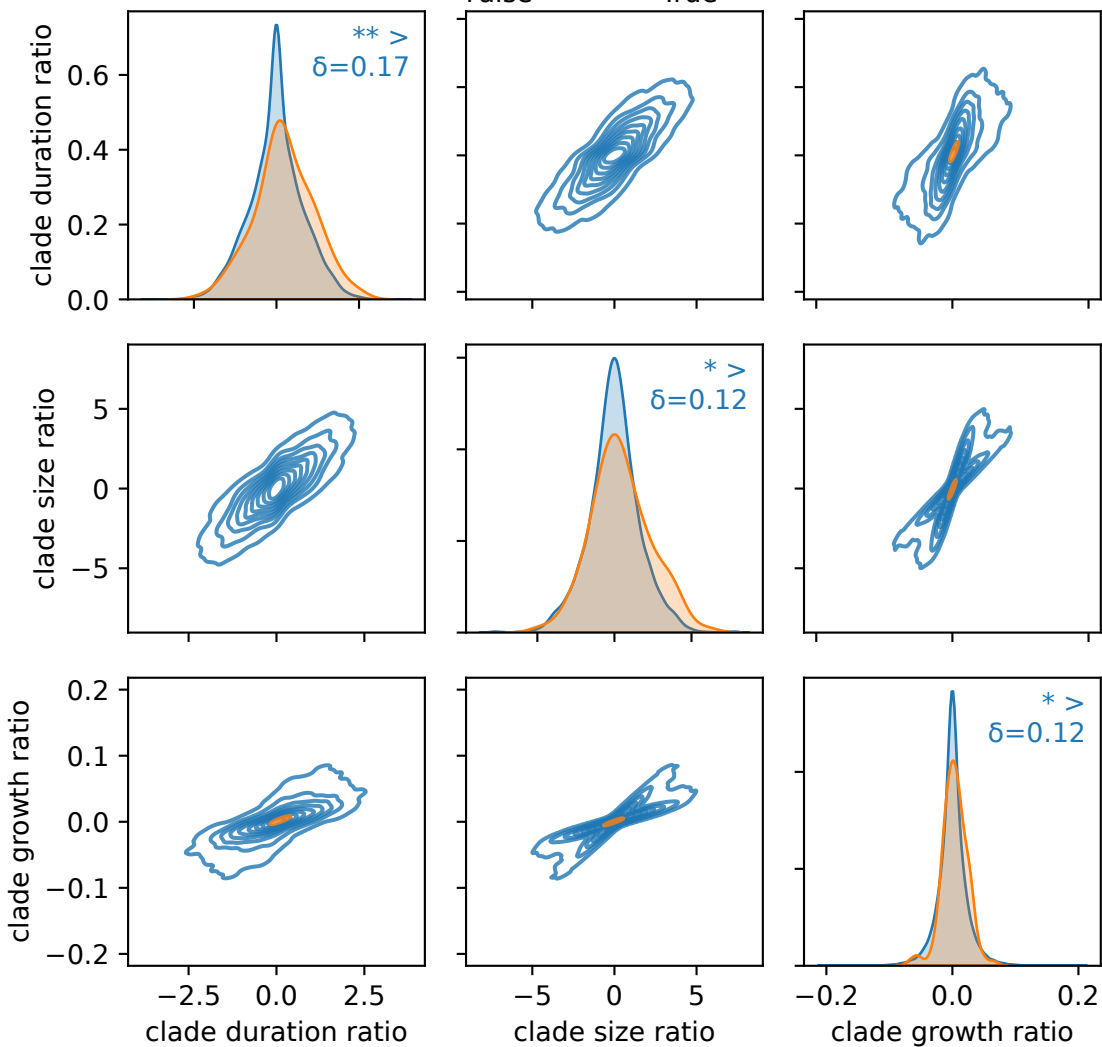 True
clade duration ratio
0.6
0.4
0.2
0.0
** >
δ=0.17
clade size ratio
5
0
−5
* >
δ=0.12
clade growth ratio
0.2
0.1
0.0
−0.1
−0.2
* >
δ=0.12
−2.5 0.0 2.5
−5 0 5
−0.2 0.0 0.2
clade duration ratio
clade size ratio
clade growth ratio